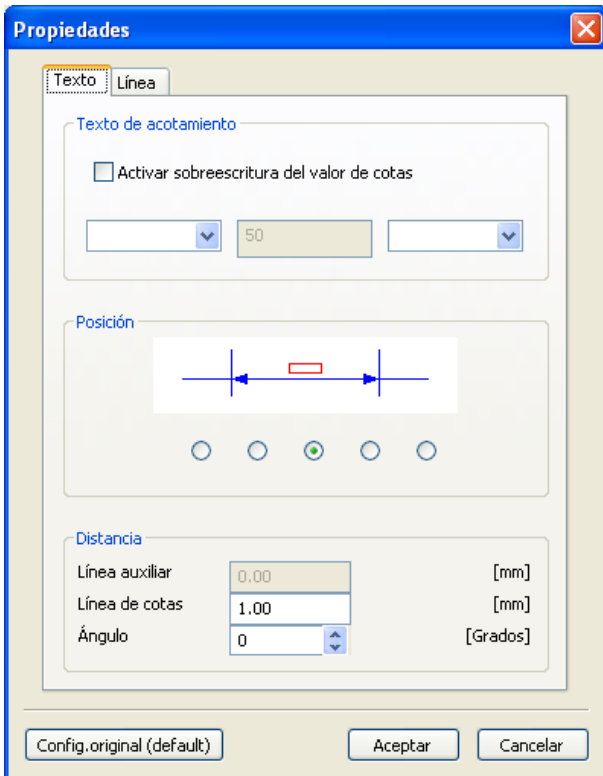 Propiedades
Texto Línea
Texto de acotamiento
Activar sobreescritura del valor de cotas
50
Posición
Distancia
Línea auxiliar 0.00 [mm]
Línea de cotas 1.00 [mm]
Ángulo 0 [Grados]
Config.original (default) Aceptar Cancelar